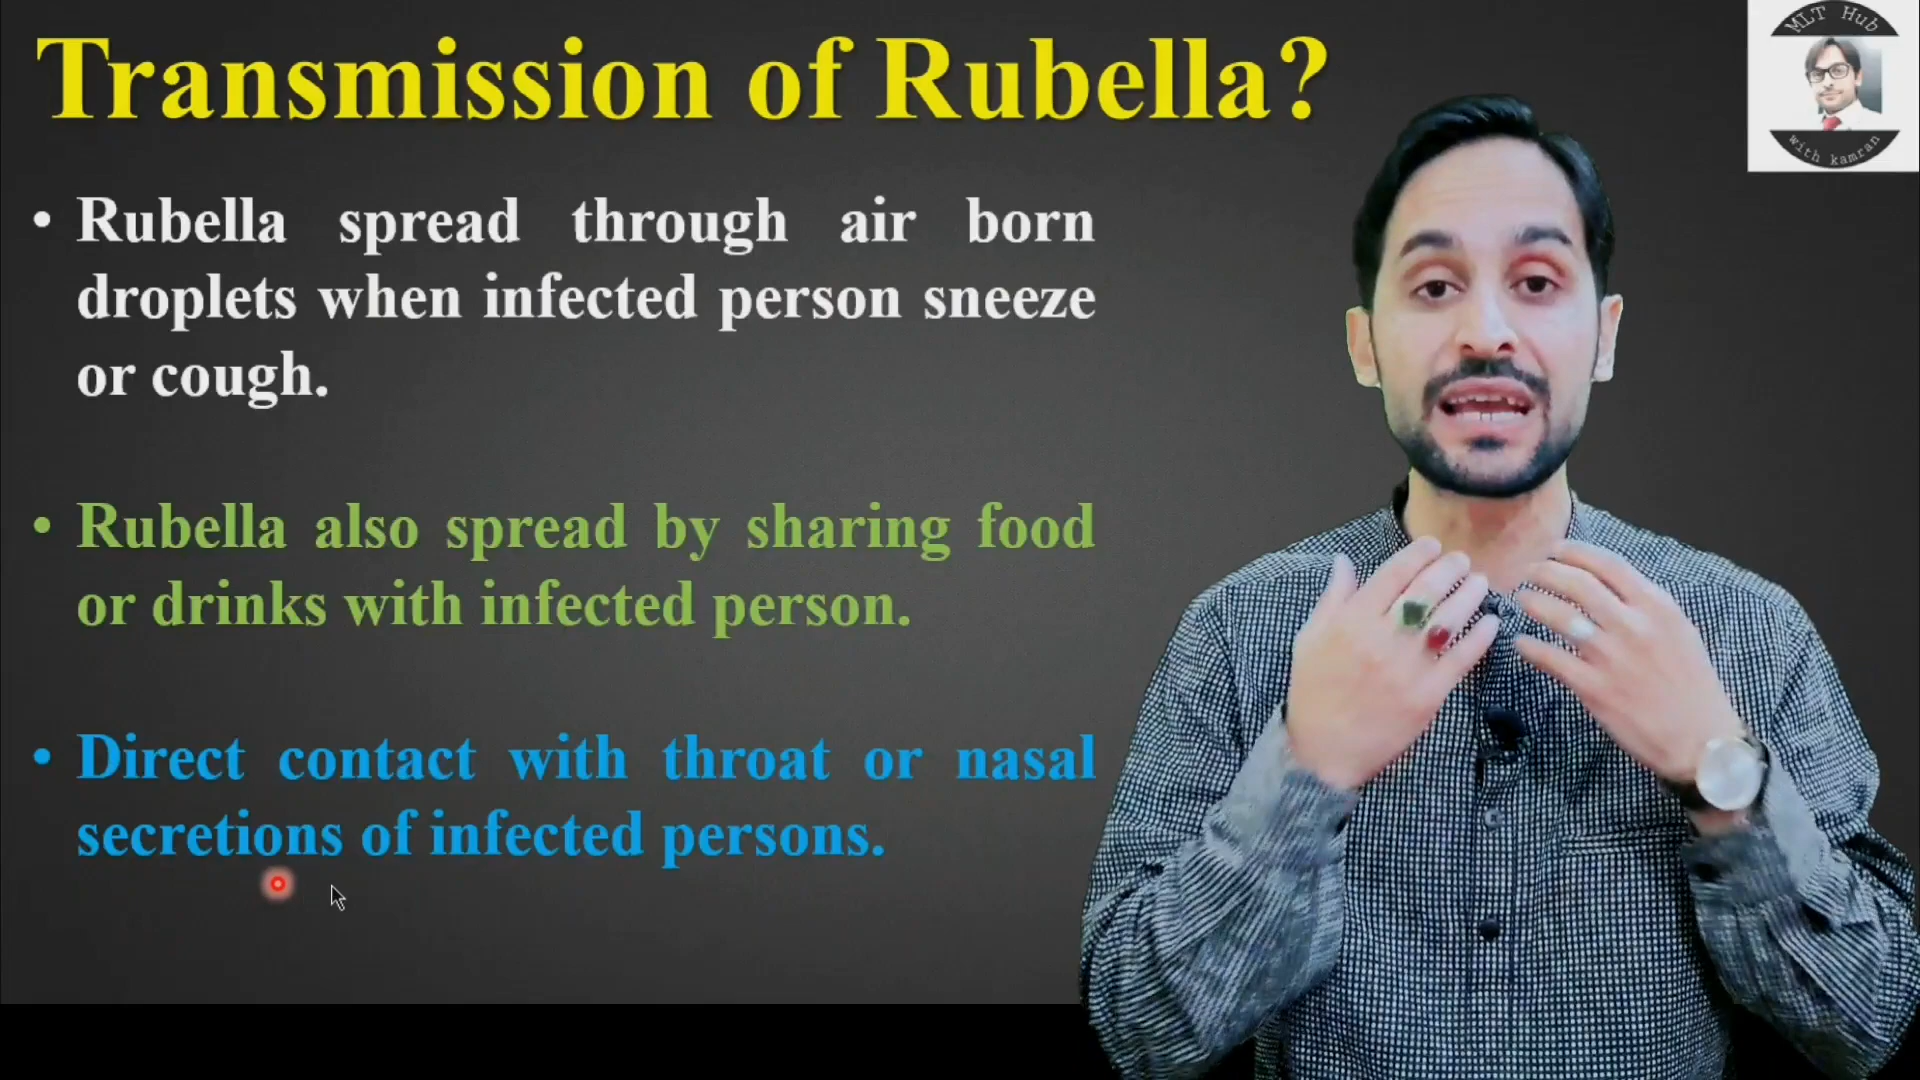 Transmission of Rubella?
MLT Hub
with kamran
• Rubella spread through air born
droplets when infected person sneeze
or cough.
• Rubella also spread by sharing food
or drinks with infected person.
• Direct contact with throat or nasal
secretions of infected persons.